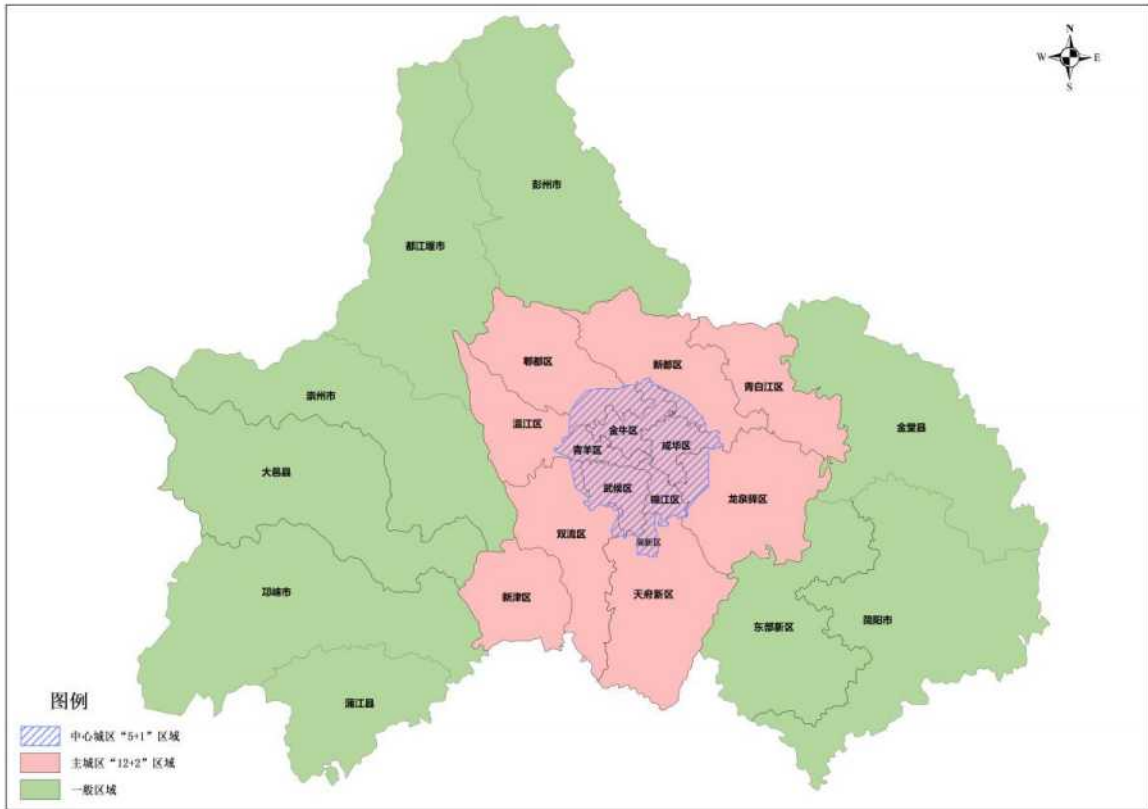 N
W E
S
彭州市
都江堰市
郫都区
新都区
青白江区
崇州市
温江区
金牛区
成华区
金堂县
青羊区
大邑县
武侯区
锦江区
龙泉驿区
双流区
高新区
邛崃市
新津区
天府新区
东部新区
简阳市
蒲江县
图例
中心城区“5+1”区域
主城区“12+2”区域
一般区域